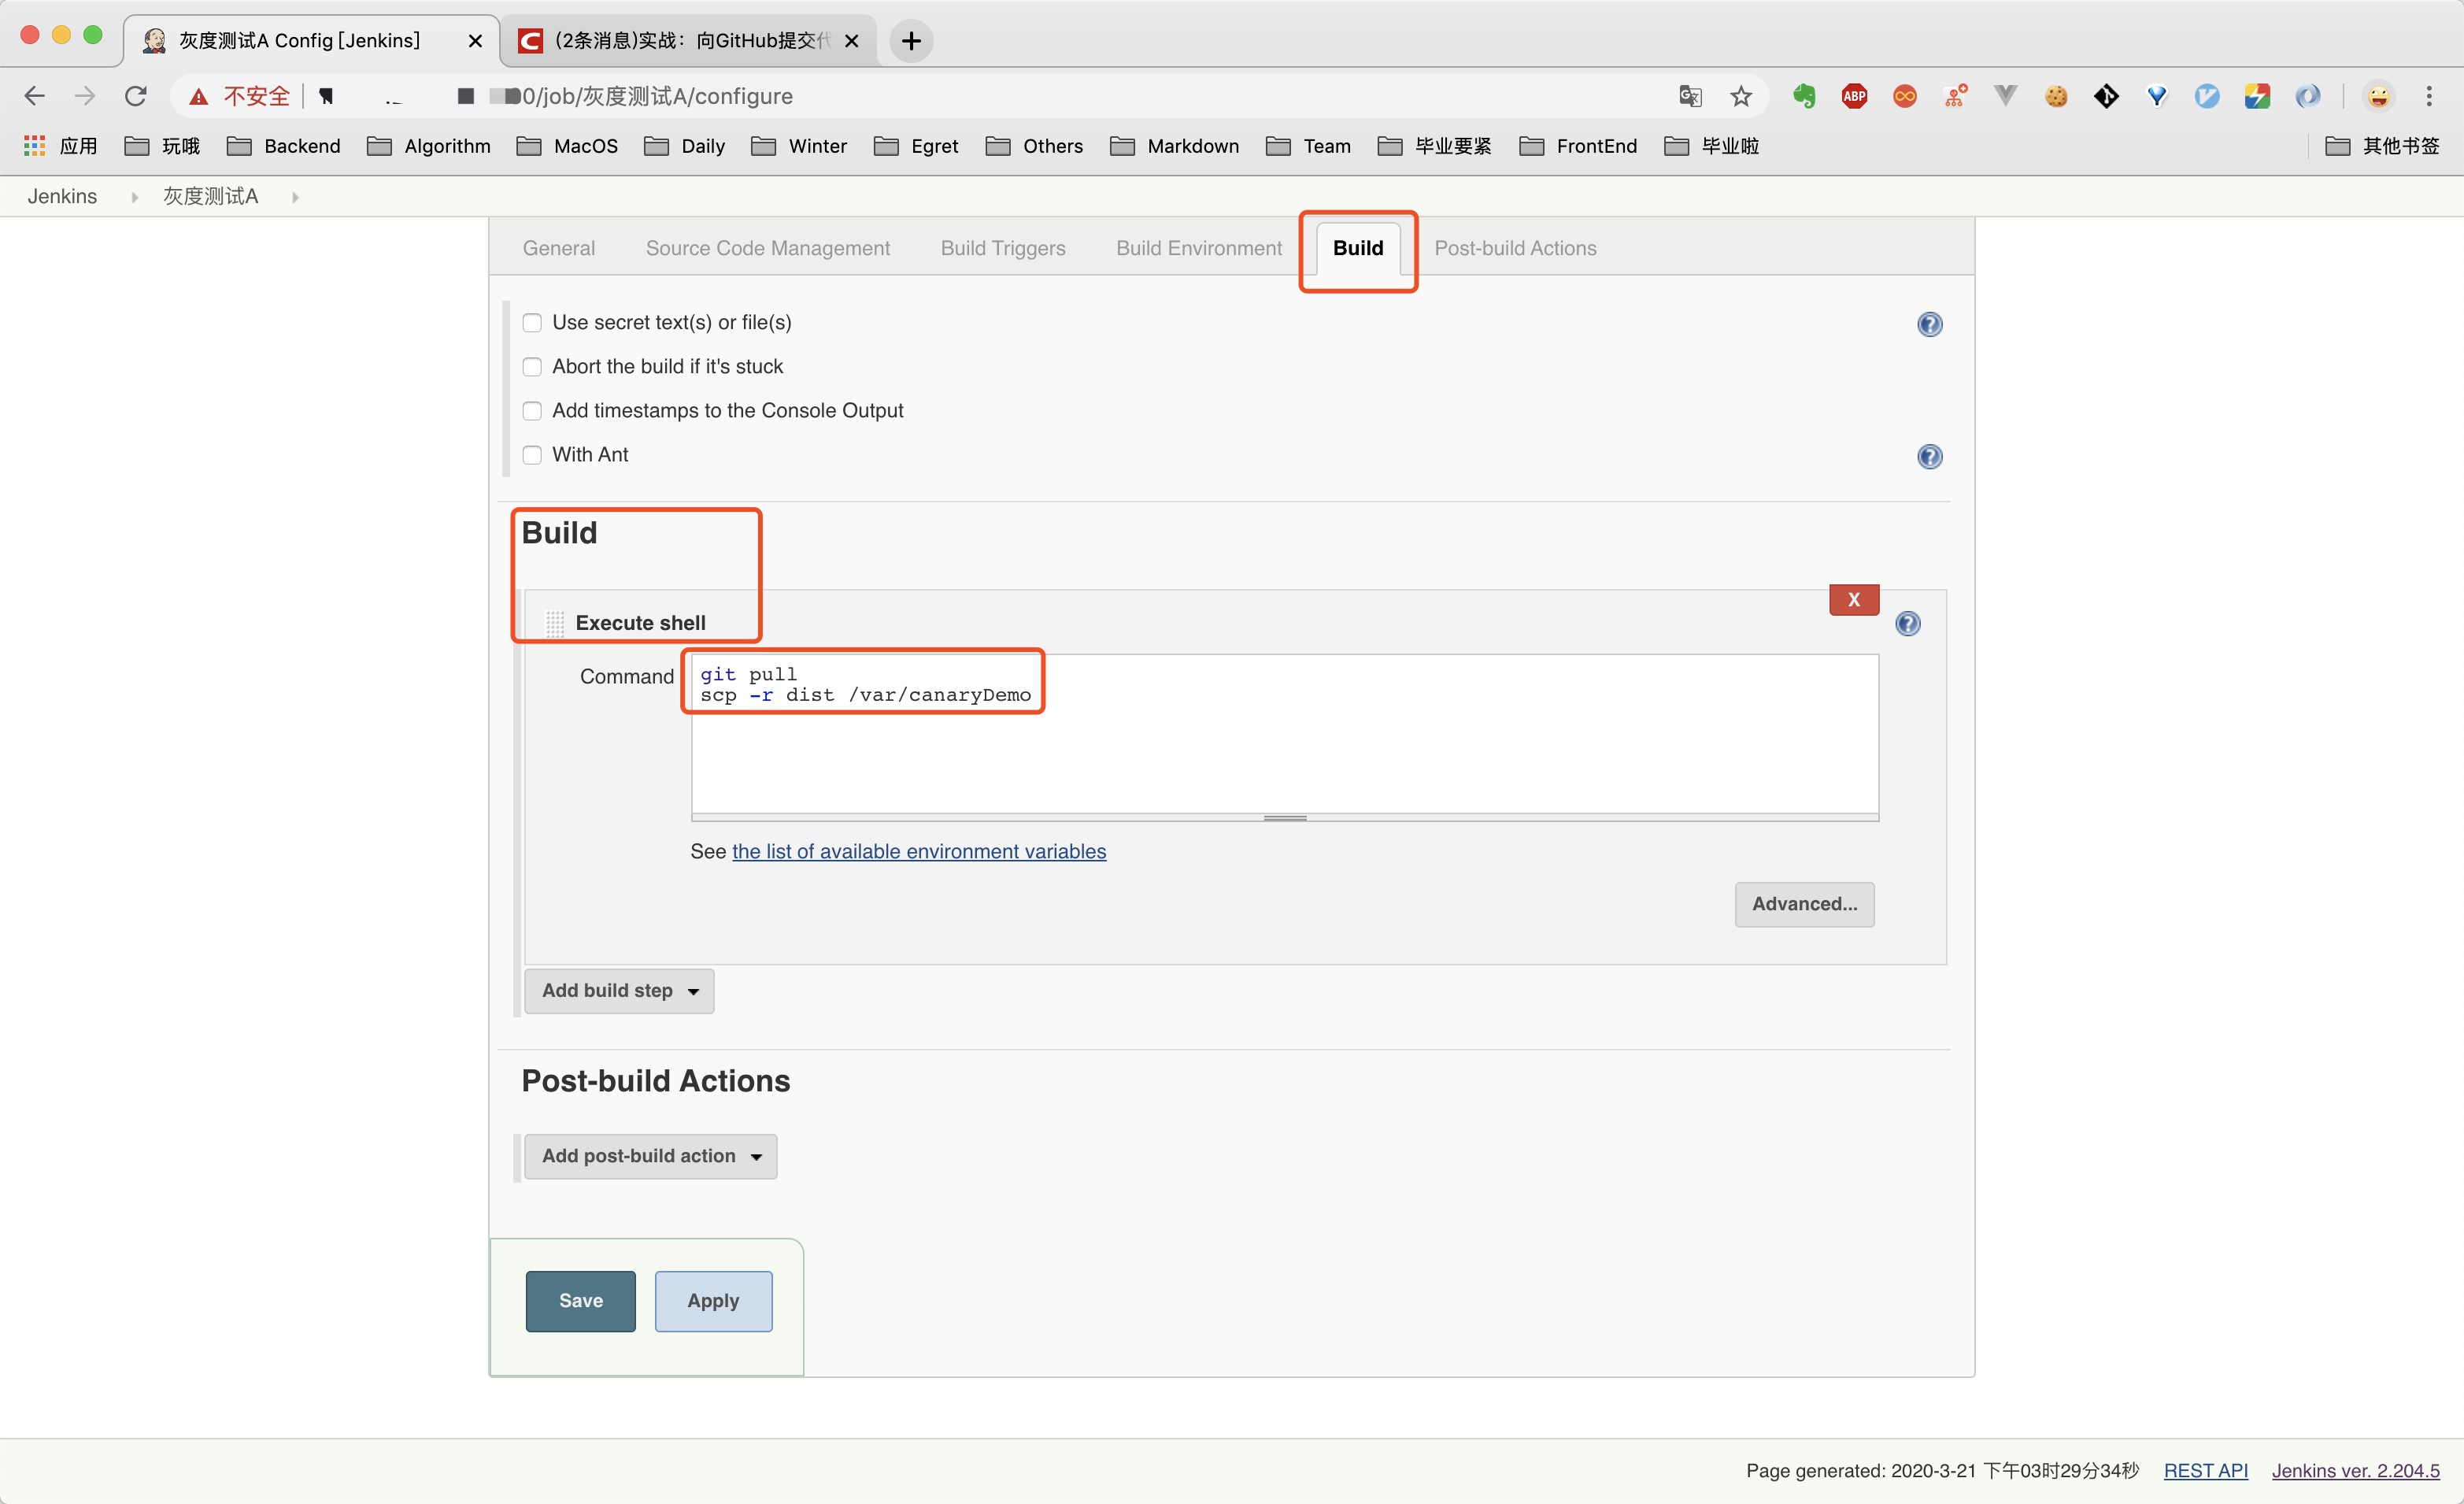 灰度测试A Config [Jenkins]
(2条消息)实战：向GitHub提交代
不安全
0/job/灰度测试A/configure
ABP
应用 玩哦 Backend Algorithm MacOS Daily Winter Egret Others Markdown Team 毕业要紧 FrontEnd 毕业啦 其他书签
Jenkins 灰度测试A
General Source Code Management Build Triggers Build Environment Build Post-build Actions
Use secret text(s) or file(s)
Abort the build if it's stuck
Add timestamps to the Console Output
With Ant
Build
X
Execute shell
Command
git pull
scp -r dist /var/canaryDemo
See the list of available environment variables
Advanced...
Add build step
Post-build Actions
Add post-build action
Save Apply
Page generated: 2020-3-21 下午03时29分34秒 REST API Jenkins ver. 2.204.5